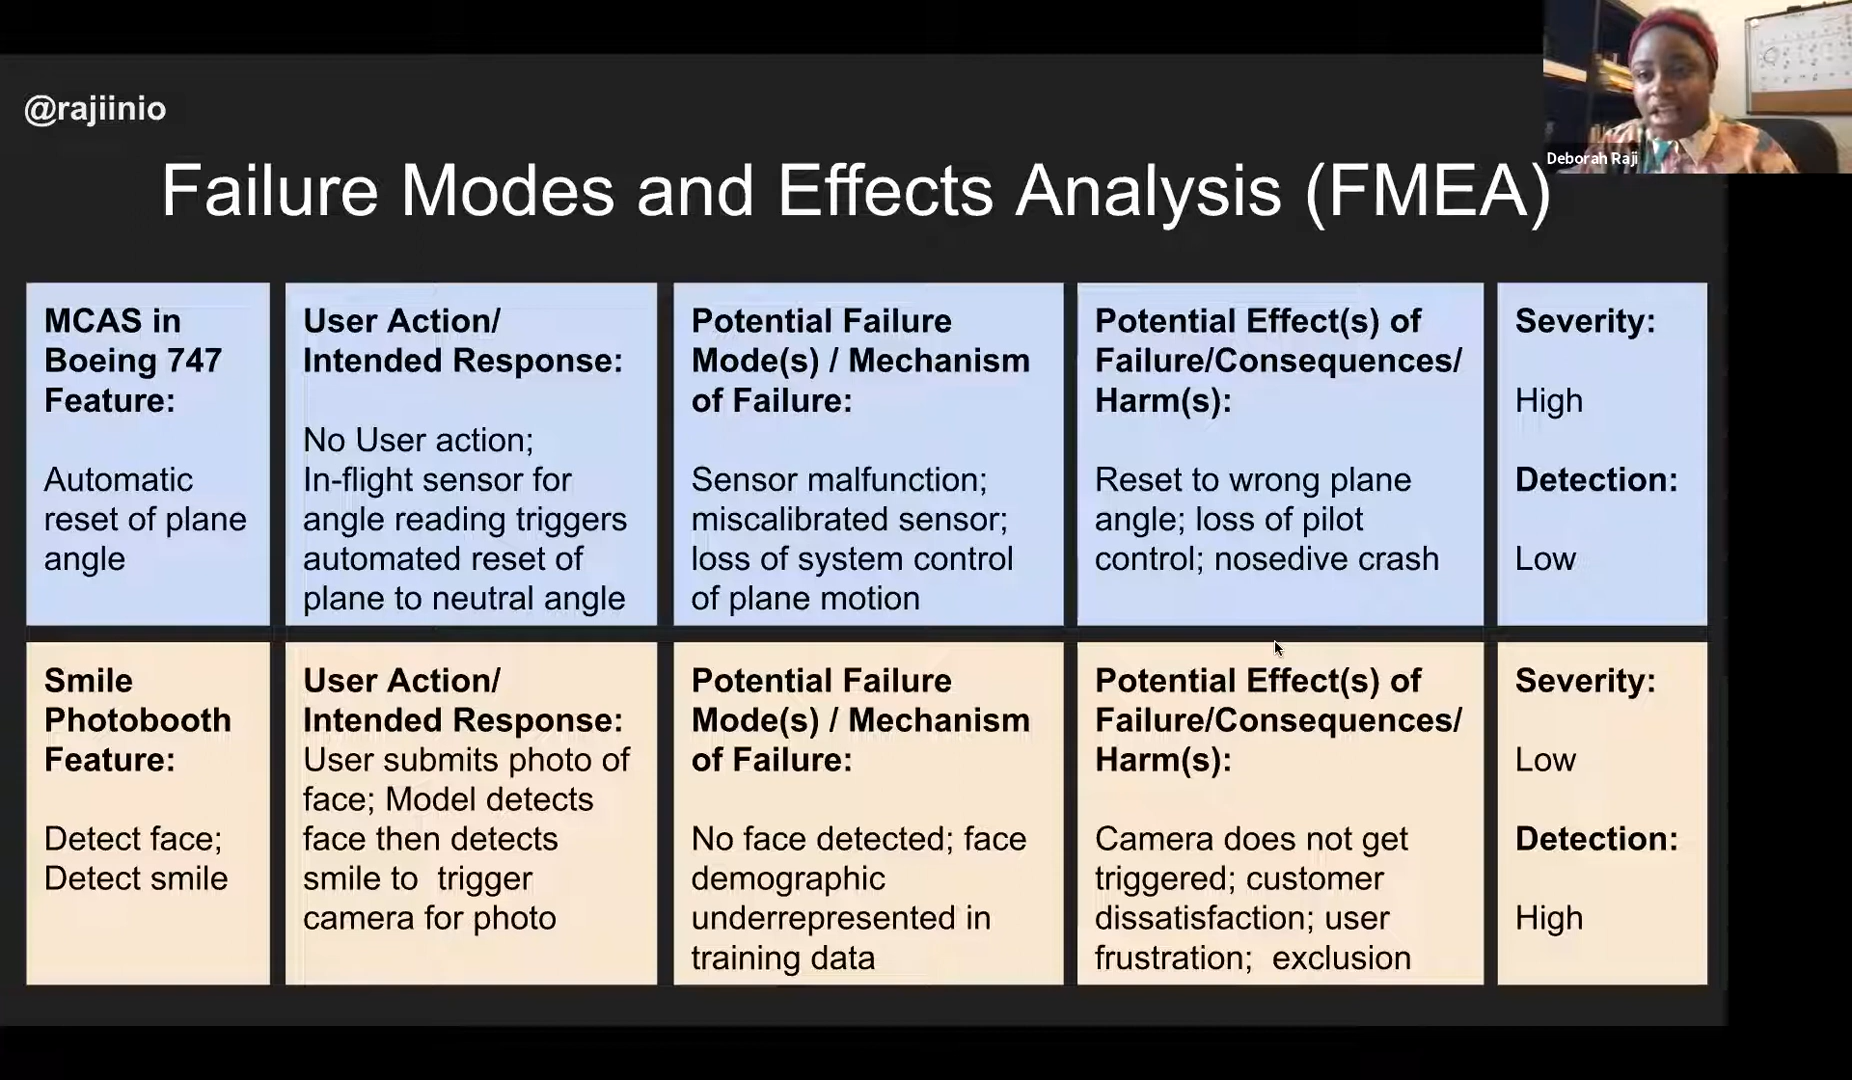 @rajiinio
Deborah Raji
Failure Modes and Effects Analysis (FMEA)
MCAS in
Boeing 747
Feature:
Automatic
reset of plane
angle
User Action/
Intended Response:
No User action;
In-flight sensor for
angle reading triggers
automated reset of
plane to neutral angle
Potential Failure
Mode(s) / Mechanism
of Failure:
Sensor malfunction;
miscalibrated sensor;
loss of system control
of plane motion
Potential Effect(s) of
Failure/Consequences/
Harm(s):
Reset to wrong plane
angle; loss of pilot
control; nosedive crash
Severity:
High
Detection:
Low
Smile
Photobooth
Feature:
Detect face;
Detect smile
User Action/
Intended Response:
User submits photo of
face; Model detects
face then detects
smile to trigger
camera for photo
Potential Failure
Mode(s) / Mechanism
of Failure:
No face detected; face
demographic
underrepresented in
training data
Potential Effect(s) of
Failure/Consequences/
Harm(s):
Camera does not get
triggered; customer
dissatisfaction; user
frustration; exclusion
Severity:
Low
Detection:
High